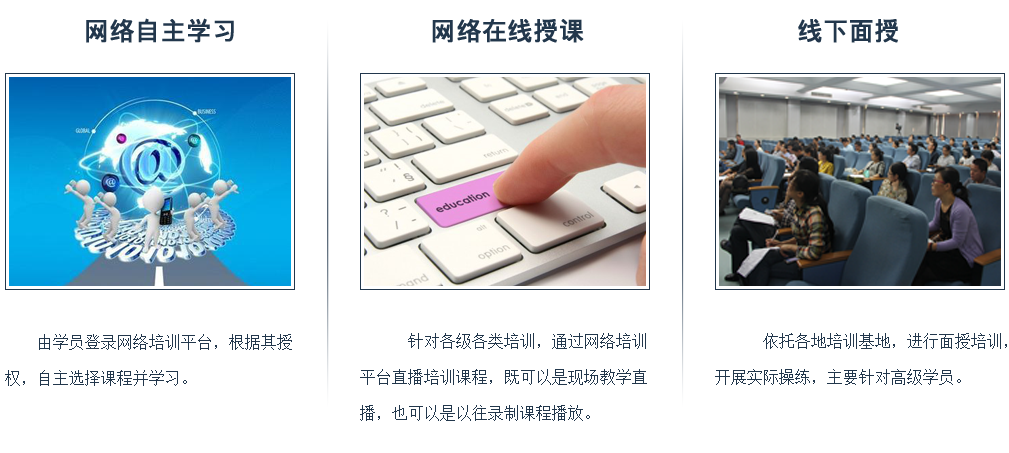 网络自主学习
GLOBAL
BUSINESS
由学员登录网络培训平台，根据其授
权，自主选择课程并学习。
网络在线授课
delete
delete
return
education
alt
control
option
针对各级各类培训，通过网络培训
平台直播培训课程，既可以是现场教学直
播，也可以是以往录制课程播放。
线下面授
依托各地培训基地，进行面授培训，
开展实际操练，主要针对高级学员。